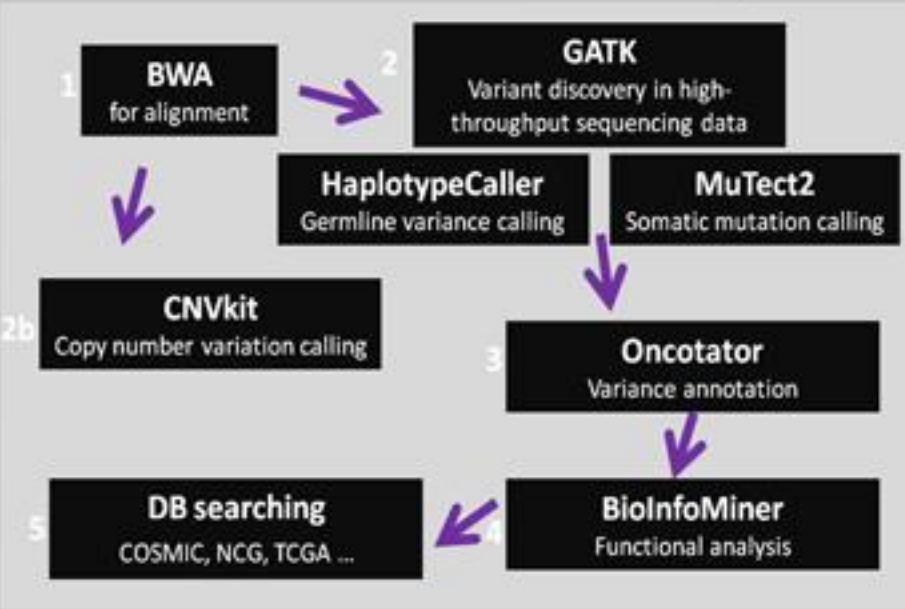 1
BWA
for alignment
2
GATK
Variant discovery in high-
throughput sequencing data
HaplotypeCaller
Germline variance calling
MuTect2
Somatic mutation calling
2b
CNVkit
Copy number variation calling
3
Oncotator
Variance annotation
4
BioInfoMiner
Functional analysis
5
DB searching
COSMIC, NCG, TCGA ...